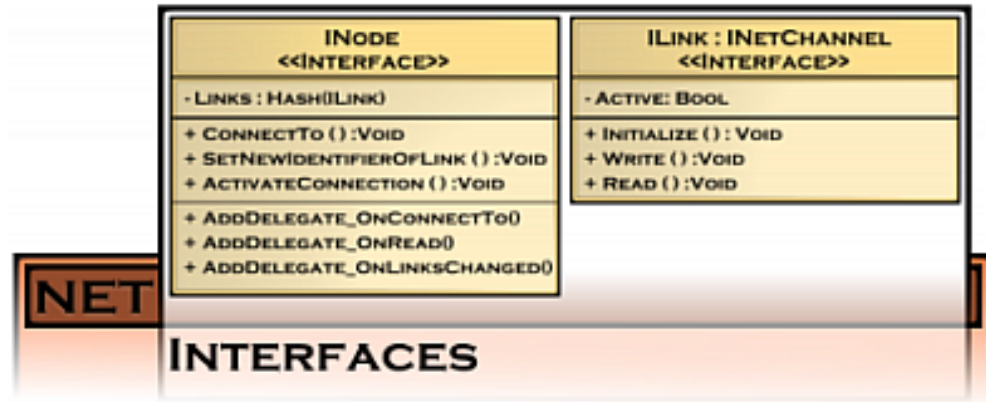 INODE
<<INTERFACE>>
- LINKS : HASH(ILINK)
+ CONNECTTO ( ) :VOID
+ SETNEWIDENTIFIEROFLINK ( ) :VOID
+ ACTIVATECONNECTION ( ) :VOID
+ ADDDELEGATE_ONCONNECTTO()
+ ADDDELEGATE_ONREAD()
+ ADDDELEGATE_ONLINKSCHANGED()
ILINK : INETCHANNEL
<<INTERFACE>>
- ACTIVE: BOOL
+ INITIALIZE ( ) : VOID
+ WRITE ( ) :VOID
+ READ ( ) :VOID
NET
INTERFACES